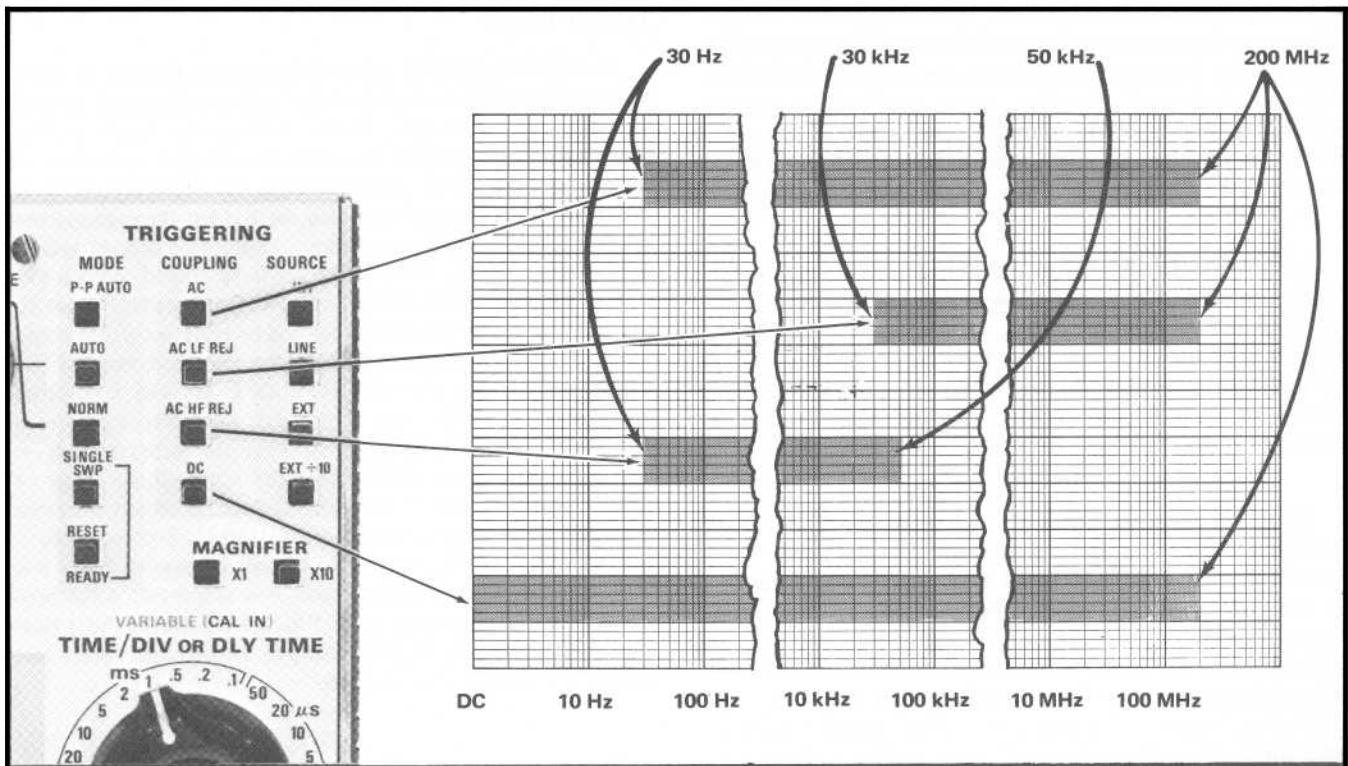 30 Hz
30 kHz
50 kHz
200 MHz
TRIGGERING
MODE COUPLING SOURCE
P-P AUTO AC
AUTO AC LF REJ LINE
NORM AC HF REJ EXT
SINGLE
SWP DC EXT ÷10
RESET
READY
MAGNIFIER
X1 X10
VARIABLE (CAL IN)
TIME/DIV OR DLY TIME
ms μs
20 10 5 2 1 .5 .2 .1 50 20 10 5
DC 10 Hz 100 Hz 10 kHz 100 kHz 10 MHz 100 MHz